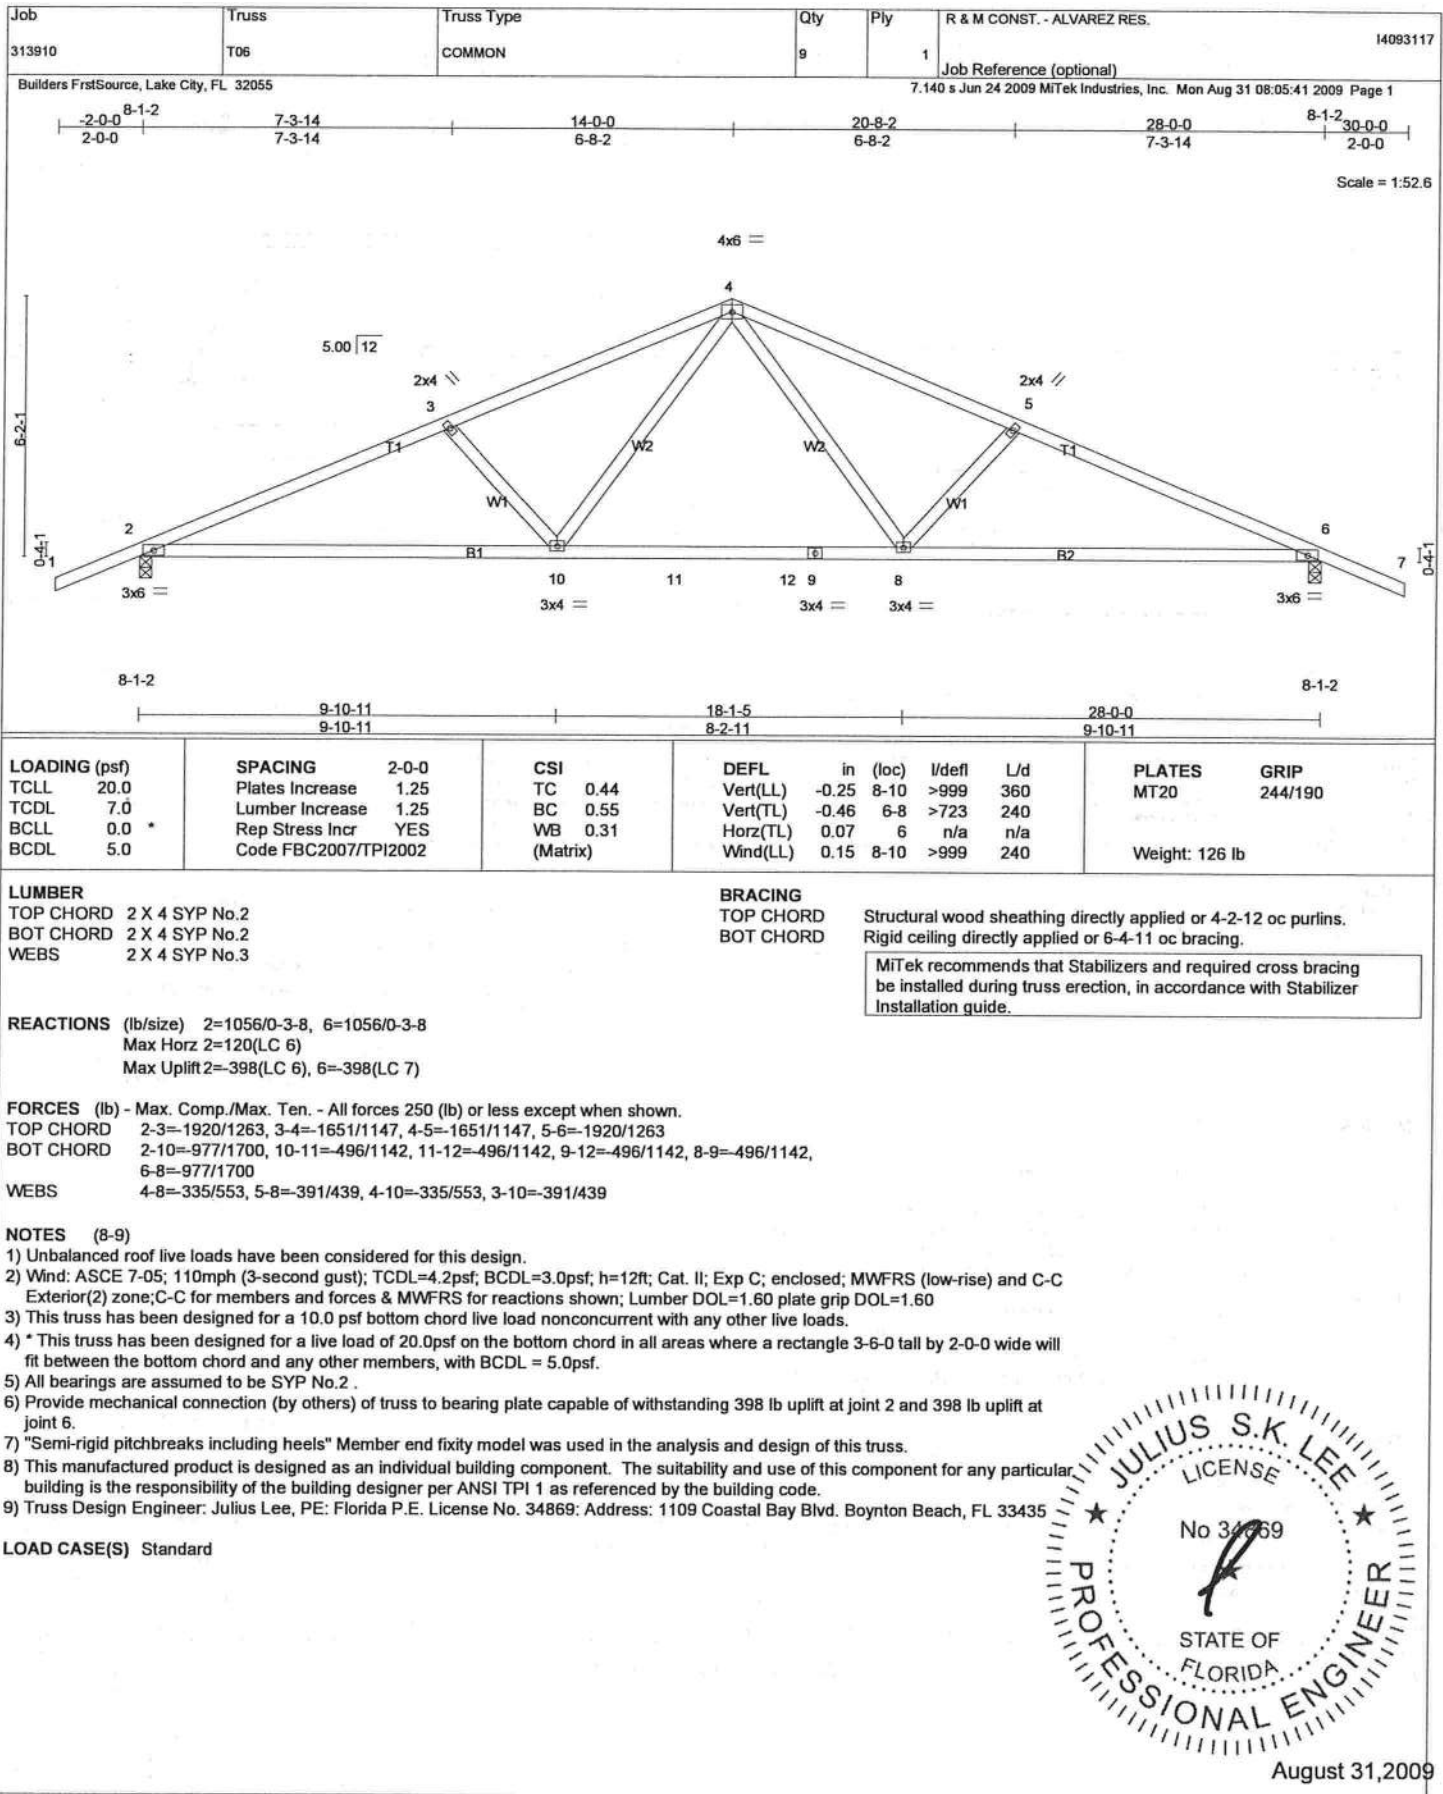 Job Truss Truss Type Qty Ply R & M CONST. - ALVAREZ RES.
I4093117
313910 T06 COMMON 9 1
Job Reference (optional)
Builders FrstSource, Lake City, FL 32055 7.140 s Jun 24 2009 MiTek Industries, Inc. Mon Aug 31 08:05:41 2009 Page 1
-2-0-0 8-1-2 7-3-14 14-0-0 20-8-2 28-0-0 8-1-2 30-0-0
2-0-0 7-3-14 6-8-2 6-8-2 7-3-14 2-0-0
Scale = 1:52.6
4x6 =
4
5.00 12
2x4 \\ 2x4 //
3 5
6-2-1
T1 W2 W2 T1
W1 W1
2 6
0-4-1 1 B1 B2 7 0-4-1
10 11 12 9 8
3x6 = 3x4 = 3x4 = 3x4 = 3x6 =
8-1-2 8-1-2
9-10-11 18-1-5 28-0-0
9-10-11 8-2-11 9-10-11
LOADING (psf) SPACING 2-0-0 CSI DEFL in (loc) l/defl L/d PLATES GRIP
TCLL 20.0 Plates Increase 1.25 TC 0.44 Vert(LL) -0.25 8-10 >999 360 MT20 244/190
TCDL 7.0 Lumber Increase 1.25 BC 0.55 Vert(TL) -0.46 6-8 >723 240
BCLL 0.0 * Rep Stress Incr YES WB 0.31 Horz(TL) 0.07 6 n/a n/a
BCDL 5.0 Code FBC2007/TPI2002 (Matrix) Wind(LL) 0.15 8-10 >999 240 Weight: 126 lb
LUMBER
TOP CHORD 2 X 4 SYP No.2
BOT CHORD 2 X 4 SYP No.2
WEBS 2 X 4 SYP No.3
BRACING
TOP CHORD Structural wood sheathing directly applied or 4-2-12 oc purlins.
BOT CHORD Rigid ceiling directly applied or 6-4-11 oc bracing.
MiTek recommends that Stabilizers and required cross bracing
be installed during truss erection, in accordance with Stabilizer
Installation guide.
REACTIONS (lb/size) 2=1056/0-3-8, 6=1056/0-3-8
Max Horz 2=120(LC 6)
Max Uplift 2=-398(LC 6), 6=-398(LC 7)
FORCES (lb) - Max. Comp./Max. Ten. - All forces 250 (lb) or less except when shown.
TOP CHORD 2-3=-1920/1263, 3-4=-1651/1147, 4-5=-1651/1147, 5-6=-1920/1263
BOT CHORD 2-10=-977/1700, 10-11=-496/1142, 11-12=-496/1142, 9-12=-496/1142, 8-9=-496/1142,
6-8=-977/1700
WEBS 4-8=-335/553, 5-8=-391/439, 4-10=-335/553, 3-10=-391/439
NOTES (8-9)
1) Unbalanced roof live loads have been considered for this design.
2) Wind: ASCE 7-05; 110mph (3-second gust); TCDL=4.2psf; BCDL=3.0psf; h=12ft; Cat. II; Exp C; enclosed; MWFRS (low-rise) and C-C
Exterior(2) zone;C-C for members and forces & MWFRS for reactions shown; Lumber DOL=1.60 plate grip DOL=1.60
3) This truss has been designed for a 10.0 psf bottom chord live load nonconcurrent with any other live loads.
4) * This truss has been designed for a live load of 20.0psf on the bottom chord in all areas where a rectangle 3-6-0 tall by 2-0-0 wide will
fit between the bottom chord and any other members, with BCDL = 5.0psf.
5) All bearings are assumed to be SYP No.2 .
6) Provide mechanical connection (by others) of truss to bearing plate capable of withstanding 398 lb uplift at joint 2 and 398 lb uplift at
joint 6.
7) "Semi-rigid pitchbreaks including heels" Member end fixity model was used in the analysis and design of this truss.
8) This manufactured product is designed as an individual building component. The suitability and use of this component for any particular
building is the responsibility of the building designer per ANSI TPI 1 as referenced by the building code.
9) Truss Design Engineer: Julius Lee, PE: Florida P.E. License No. 34869: Address: 1109 Coastal Bay Blvd. Boynton Beach, FL 33435
LOAD CASE(S) Standard
JULIUS S.K. LEE
LICENSE
No 34869
STATE OF
FLORIDA
PROFESSIONAL ENGINEER
August 31,2009